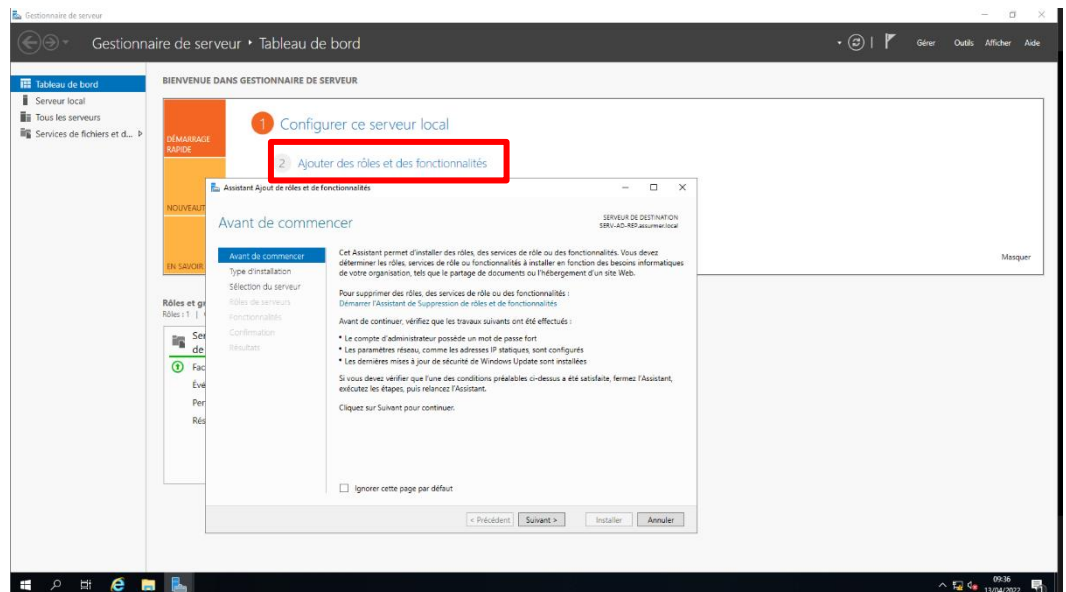 Gestionnaire de serveur
Gestionnaire de serveur • Tableau de bord
Gérer Outils Afficher Aide
Tableau de bord
Serveur local
Tous les serveurs
Services de fichiers et d...
BIENVENUE DANS GESTIONNAIRE DE SERVEUR
DÉMARRAGE
RAPIDE
NOUVEAUT
EN SAVOIR
1 Configurer ce serveur local
2 Ajouter des rôles et des fonctionnalités
Masquer
Rôles et gr
Rôles : 1 |
Ser
de
Fac
Évé
Per
Rés
Assistant Ajout de rôles et de fonctionnalités
Avant de commencer
SERVEUR DE DESTINATION
SERV-AD-REP.assurmer.local
Avant de commencer
Type d'installation
Sélection du serveur
Rôles de serveurs
Fonctionnalités
Confirmation
Résultats
Cet Assistant permet d'installer des rôles, des services de rôle ou des fonctionnalités. Vous devez
déterminer les rôles, services de rôle ou fonctionnalités à installer en fonction des besoins informatiques
de votre organisation, tels que le partage de documents ou l'hébergement d'un site Web.
Pour supprimer des rôles, des services de rôle ou des fonctionnalités :
Démarrer l'Assistant de Suppression de rôles et de fonctionnalités
Avant de continuer, vérifiez que les travaux suivants ont été effectués :
• Le compte d'administrateur possède un mot de passe fort
• Les paramètres réseau, comme les adresses IP statiques, sont configurés
• Les dernières mises à jour de sécurité de Windows Update sont installées
Si vous devez vérifier que l'une des conditions préalables ci-dessus a été satisfaite, fermez l'Assistant,
exécutez les étapes, puis relancez l'Assistant.
Cliquez sur Suivant pour continuer.
Ignorer cette page par défaut
< Précédent Suivant > Installer Annuler
09:36
13/04/2022